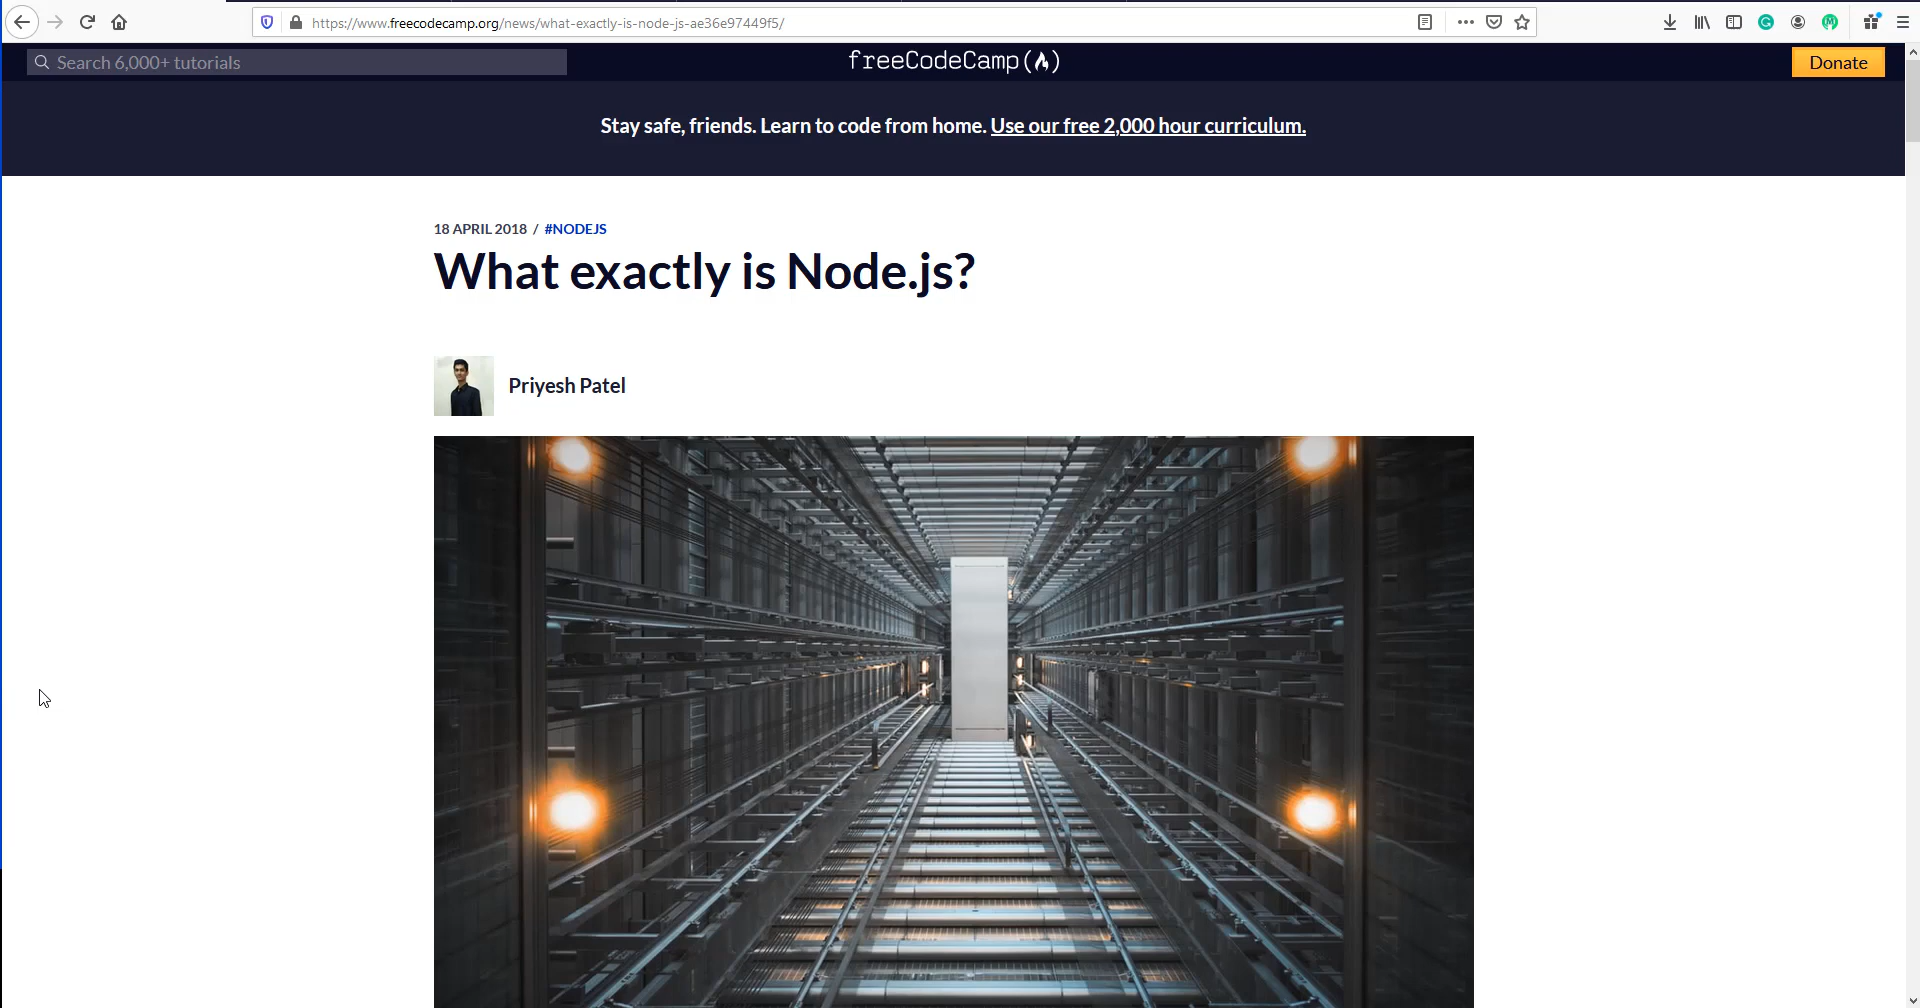 https://www.freecodecamp.org/news/what-exactly-is-node-js-ae36e97449f5/
Search 6,000+ tutorials
freeCodeCamp
Donate
Stay safe, friends. Learn to code from home. Use our free 2,000 hour curriculum.
18 APRIL 2018 / #NODEJS
What exactly is Node.js?
Priyesh Patel